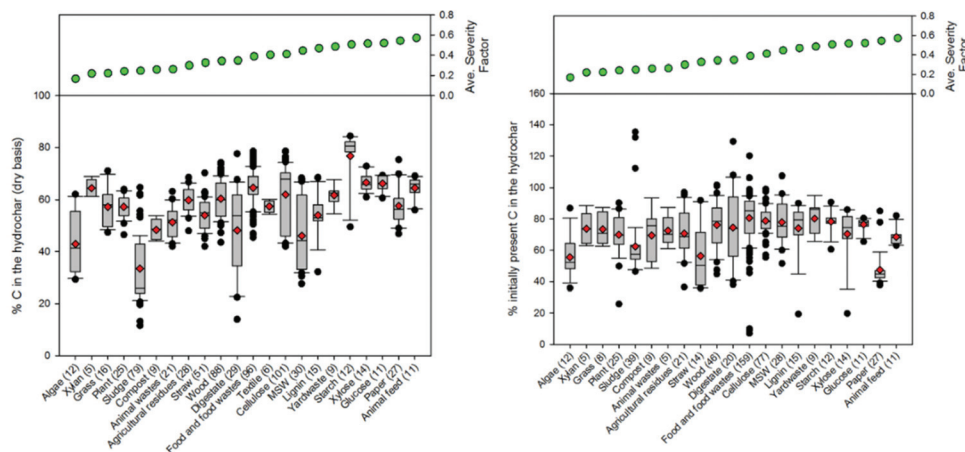 0.8
0.6
0.4
0.2
0.0
Ave. Severity
Factor
100
80
60
40
20
0
% C in the hydrochar (dry basis)
Algae (12)
Xylan (5)
Grass (16)
Plant (25)
Sludge (79)
Compost (9)
Animal wastes (21)
Agricultural residues (28)
Straw (51)
Wood (88)
Digestate (29)
Food and food wastes (96)
Textile (6)
Cellulose (101)
MSW (30)
Lignin (15)
Yardwaste (9)
Starch (12)
Xylose (14)
Glucose (11)
Paper (27)
Animal feed (11)
0.8
0.6
0.4
0.2
0.0
Ave. Severity
Factor
160
140
120
100
80
60
40
20
0
% initially present C in the hydrochar
Algae (12)
Xylan (5)
Grass (8)
Plant (25)
Sludge (39)
Compost (9)
Animal wastes (5)
Agricultural residues (21)
Straw (14)
Wood (46)
Digestate (20)
Food and food wastes (159)
Cellulose (77)
MSW (28)
Lignin (15)
Yardwaste (9)
Starch (12)
Xylose (14)
Glucose (11)
Paper (27)
Animal feed (11)